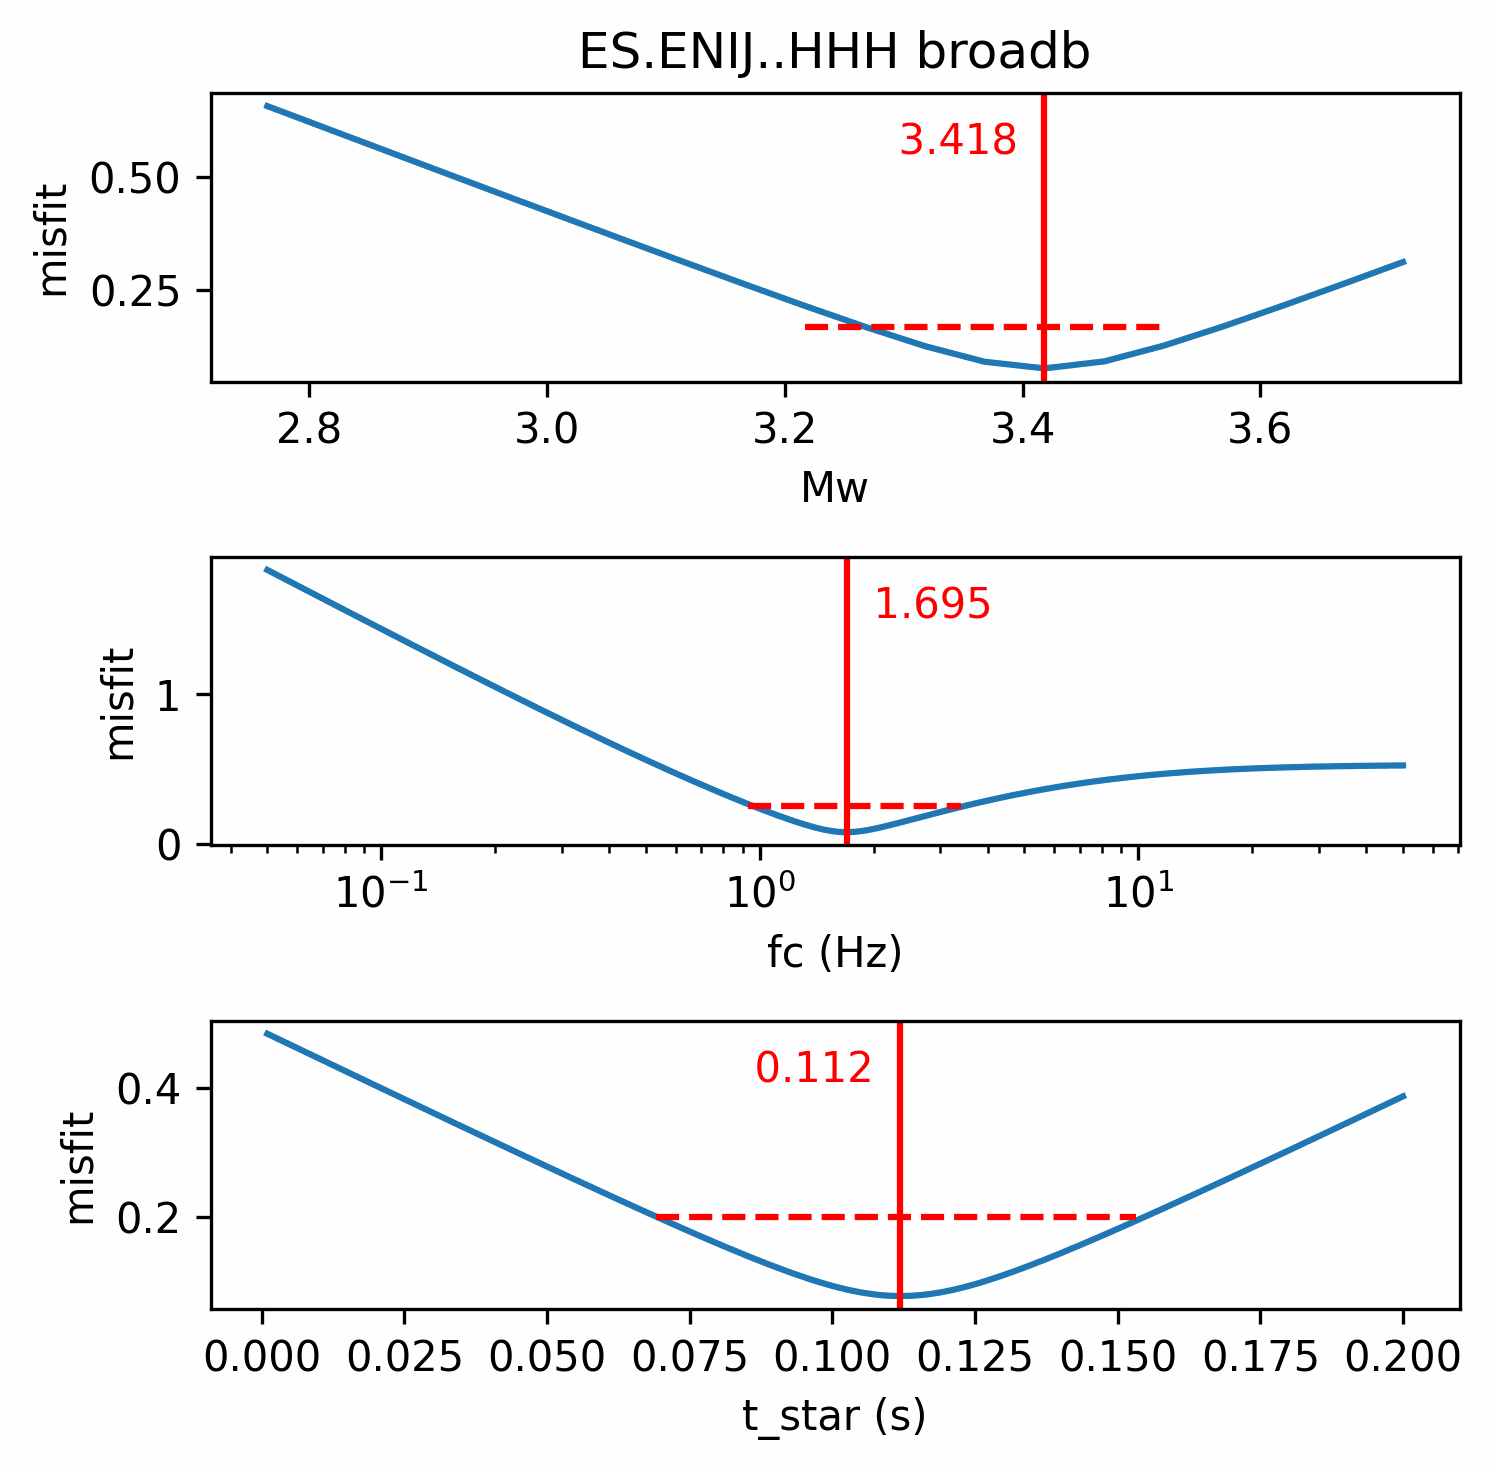 ES.ENIJ..HHH broadb
3.418
0.50
0.25
misfit
2.8 3.0 3.2 3.4 3.6
Mw
1.695
1
0
misfit
10⁻¹ 10⁰ 10¹
fc (Hz)
0.112
0.4
0.2
misfit
0.000 0.025 0.050 0.075 0.100 0.125 0.150 0.175 0.200
t_star (s)